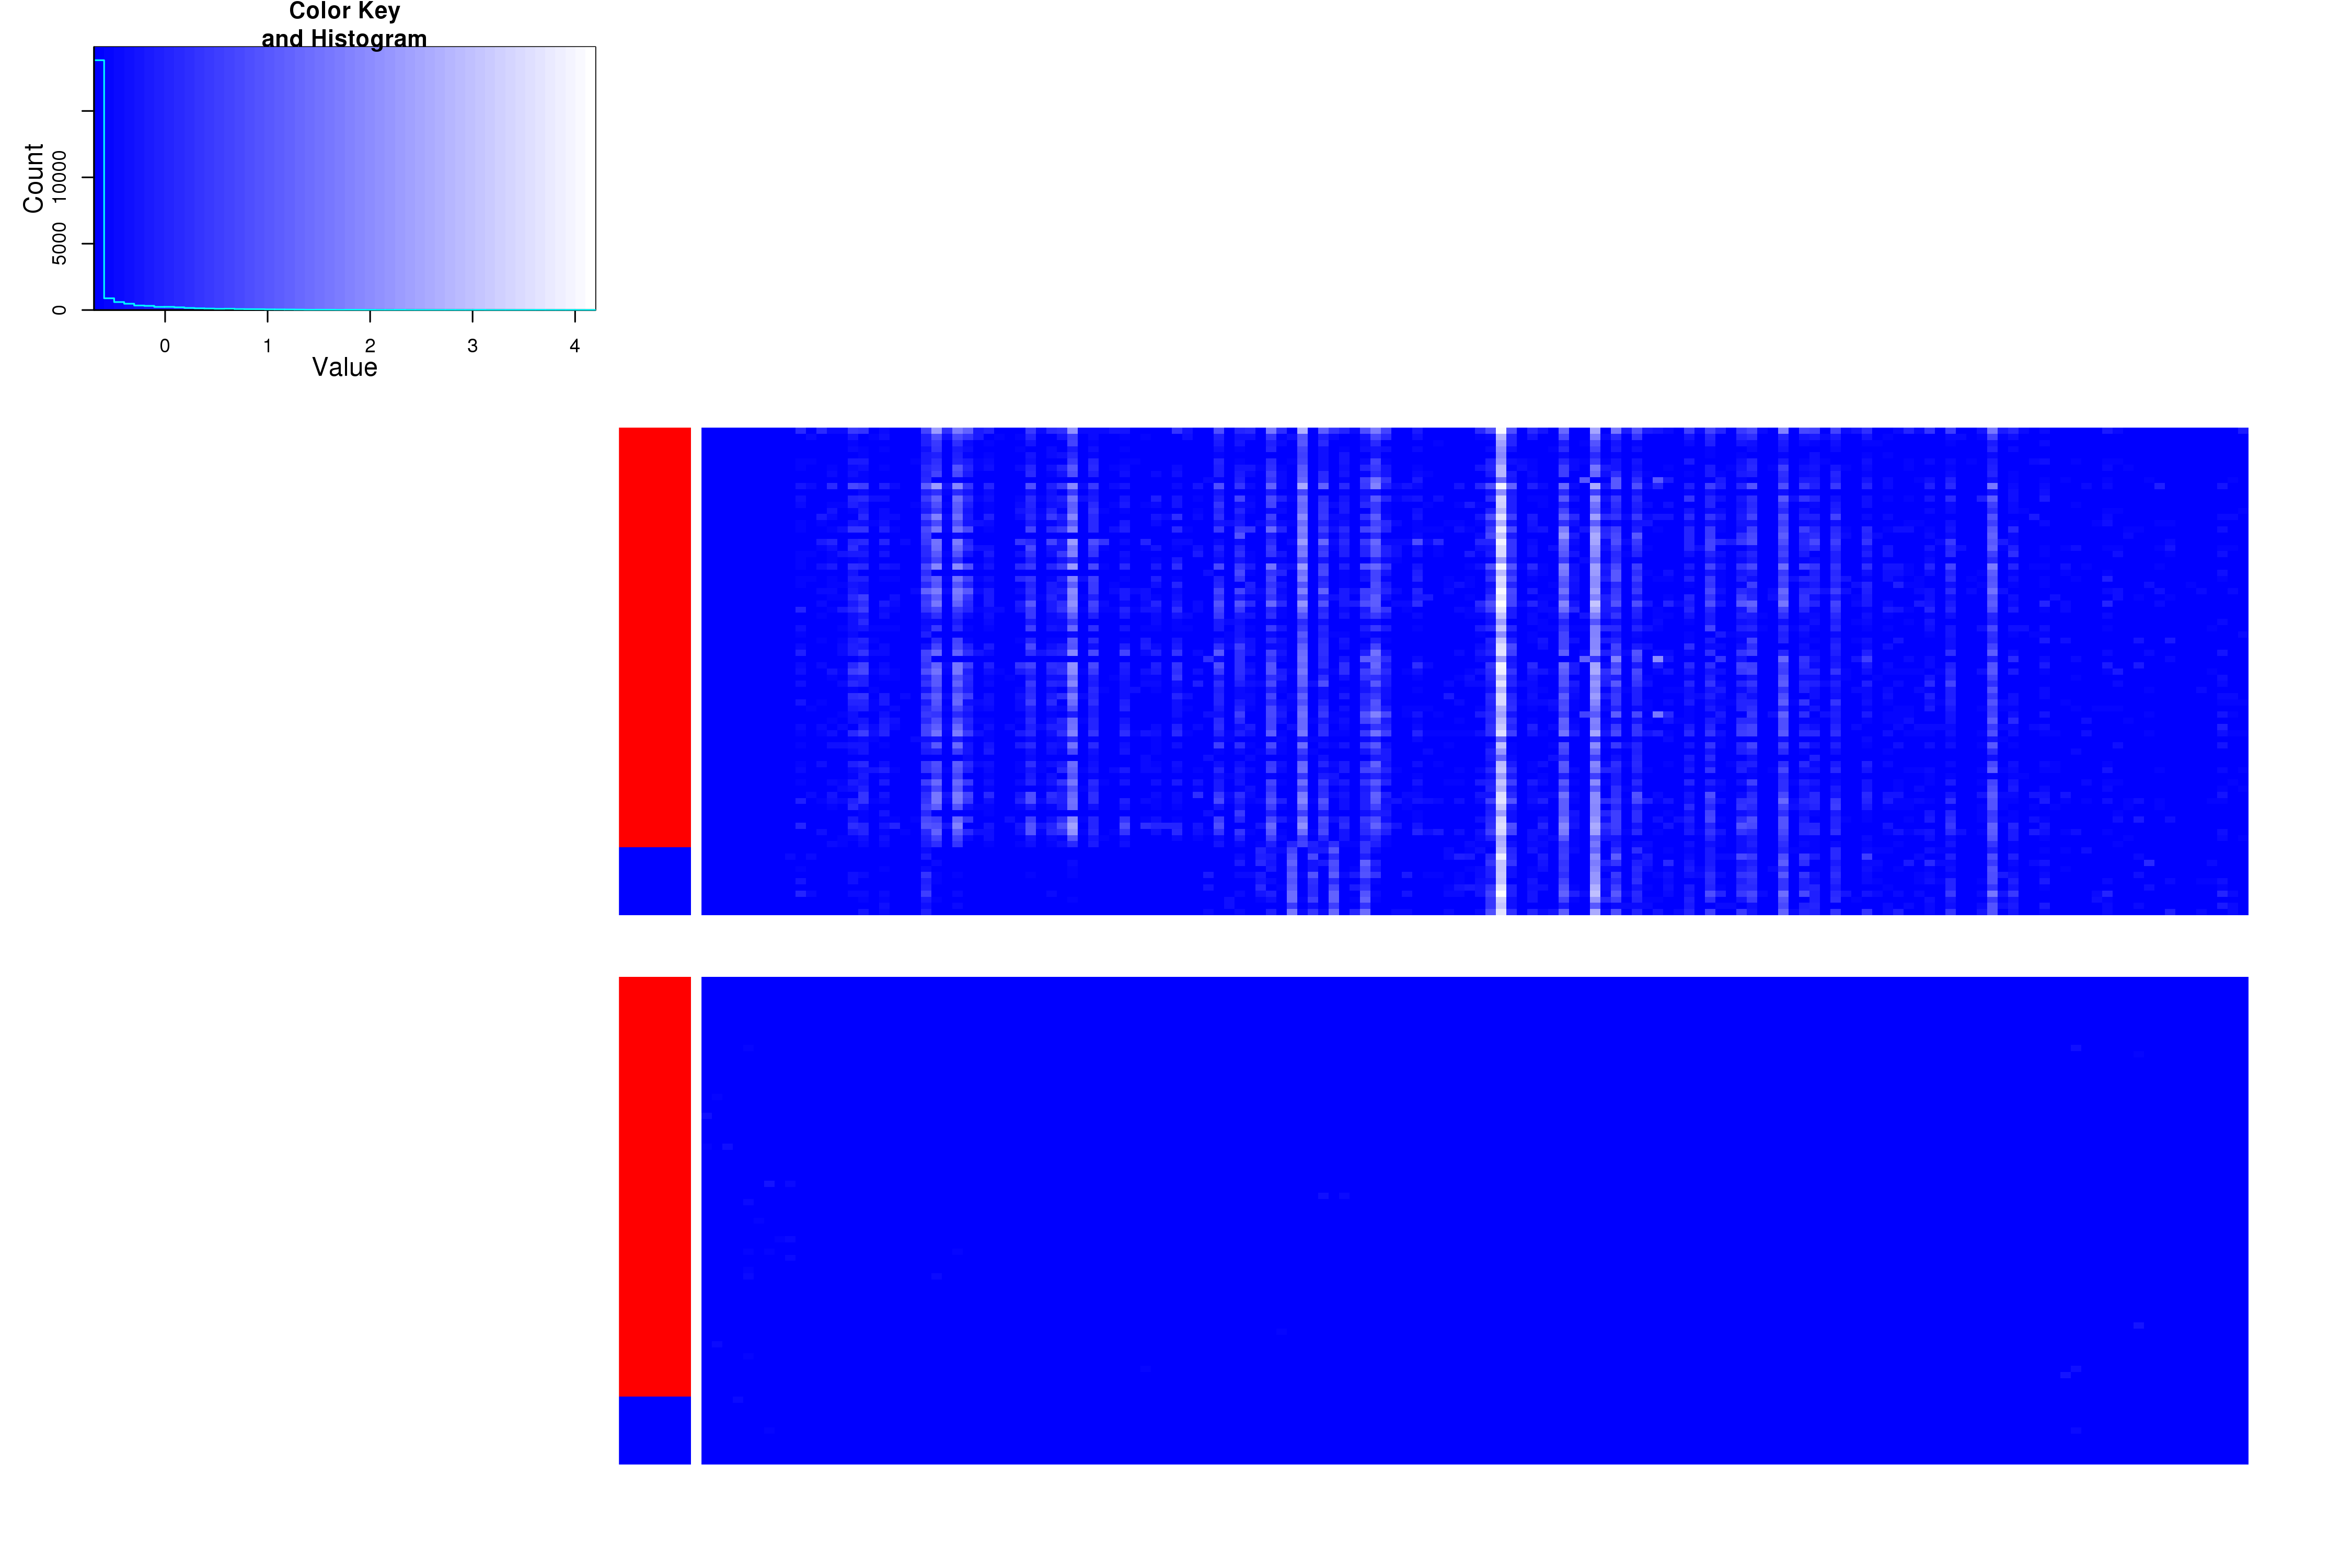 Color Key
and Histogram
Count
0 5000 10000
0 1 2 3 4
Value